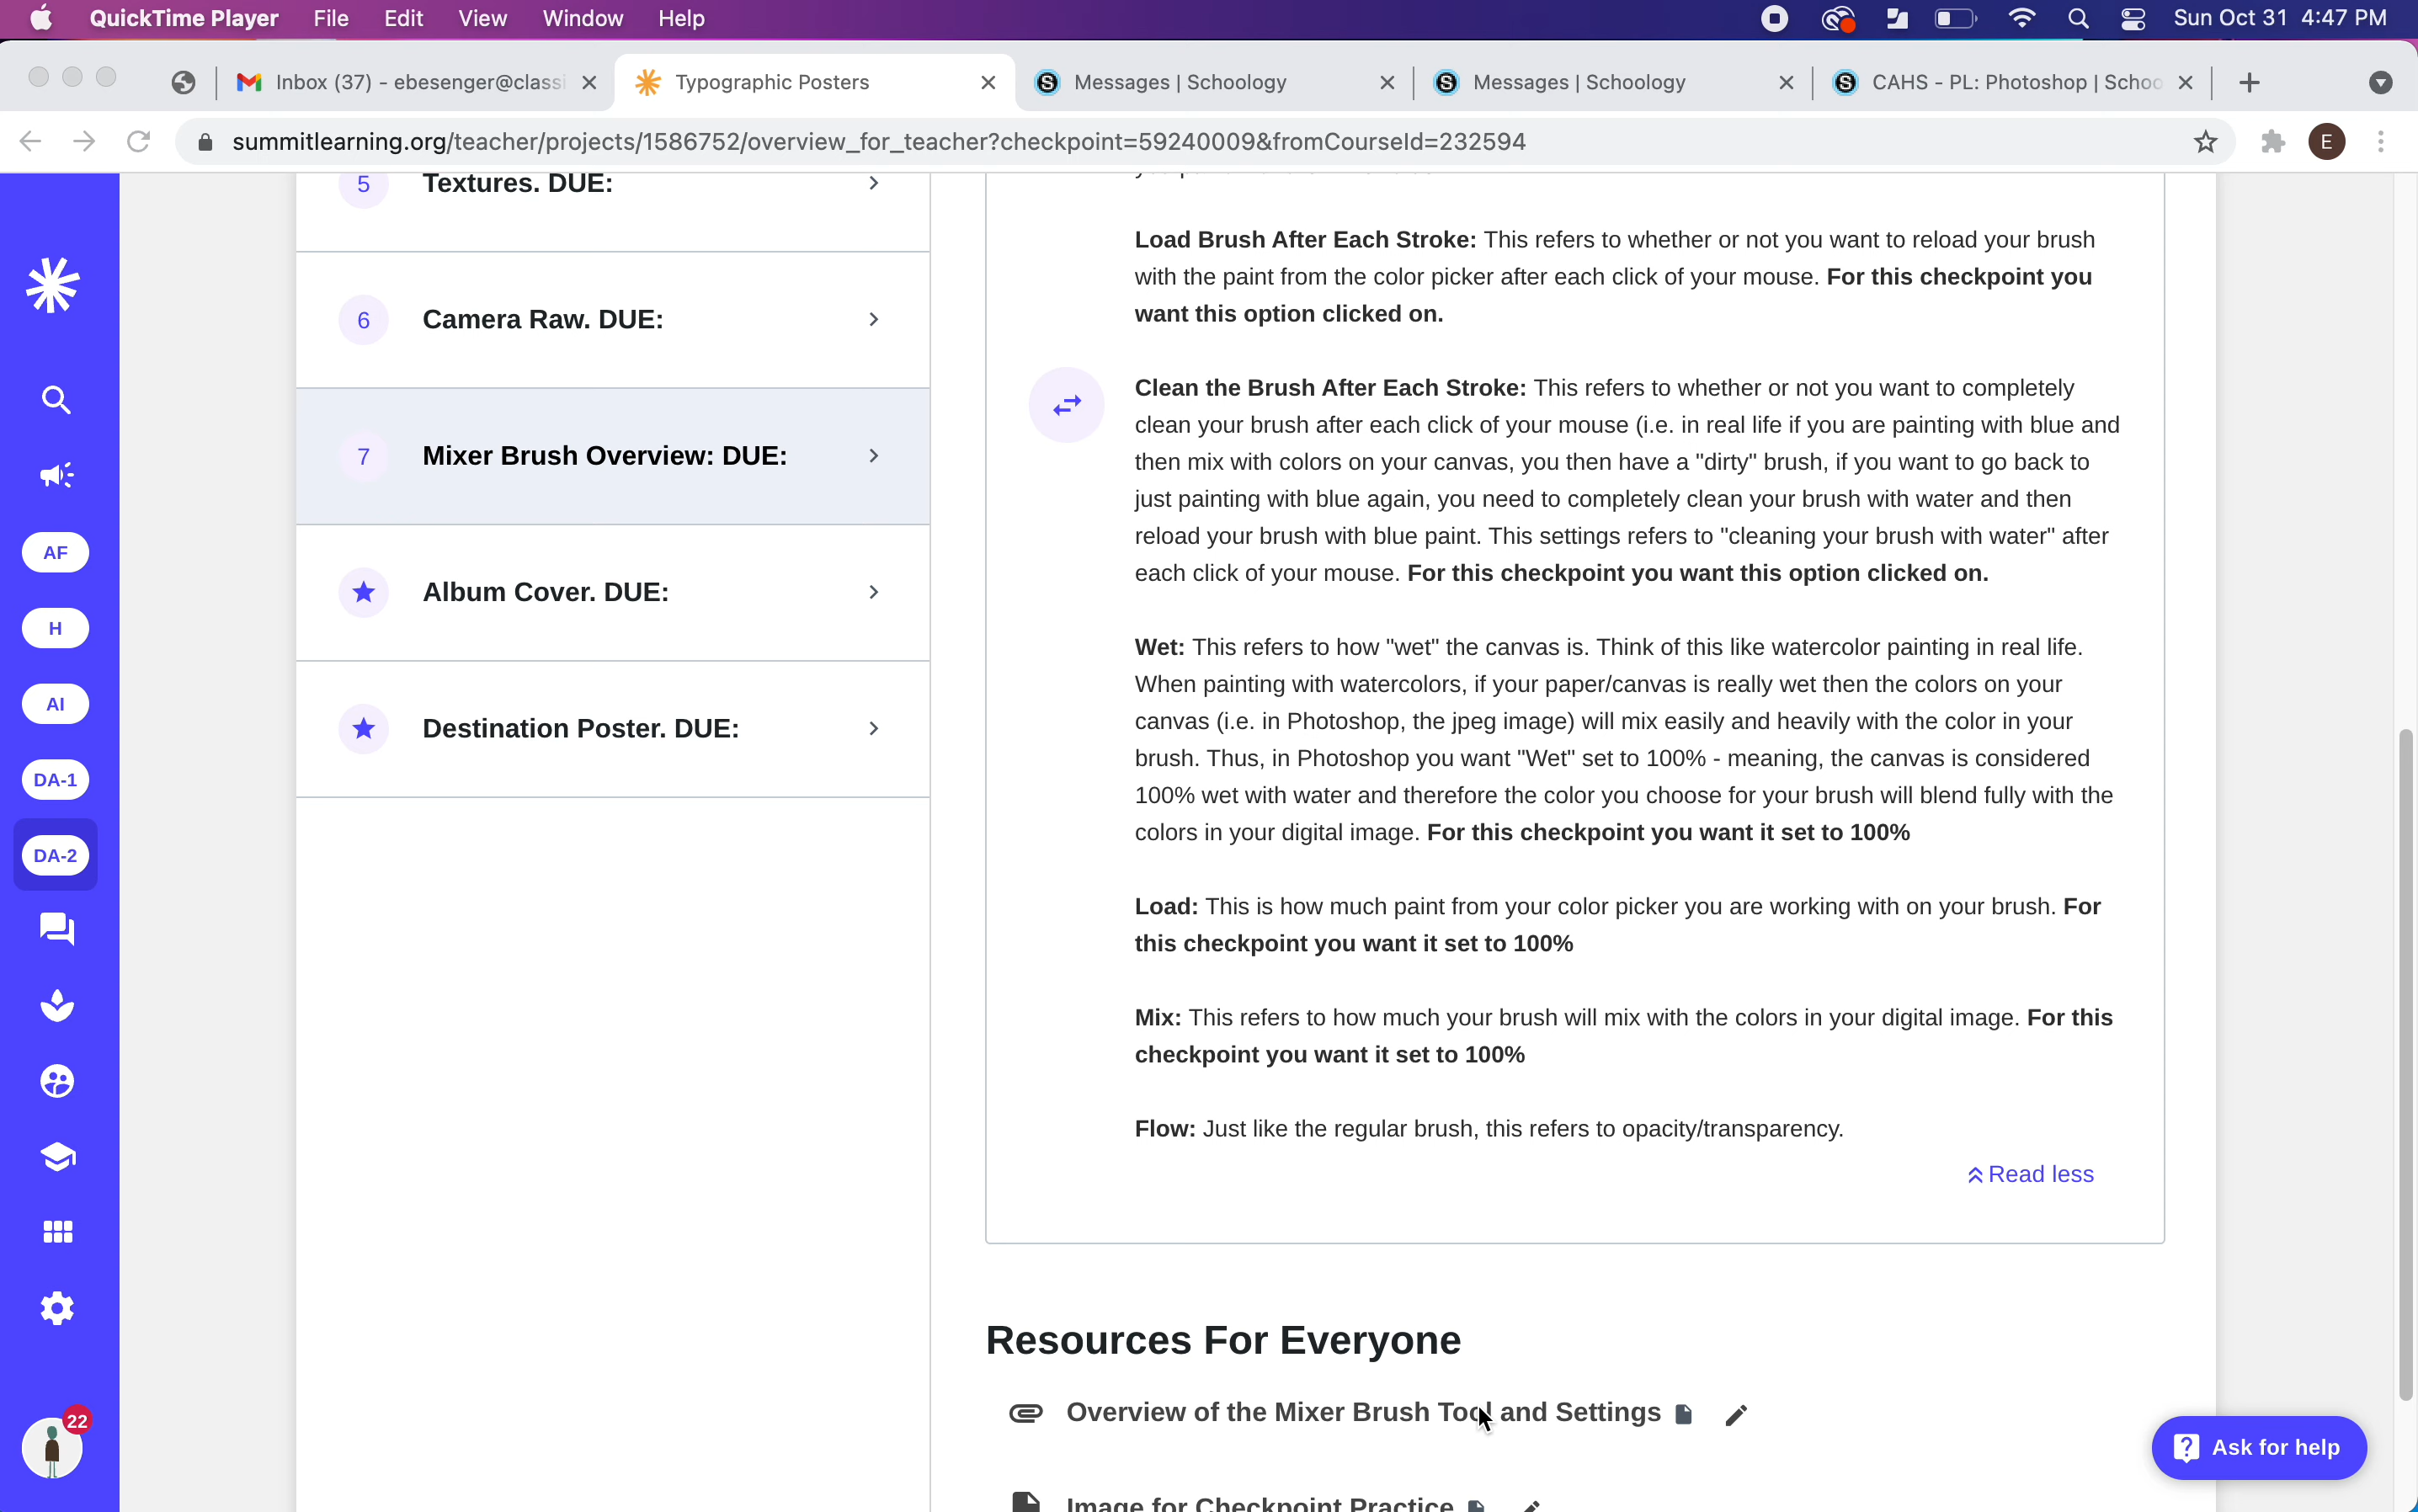 QuickTime Player File Edit View Window Help Sun Oct 31 4:47 PM
Inbox (37) - ebesenger@classi
Typographic Posters
Messages | Schoology
Messages | Schoology
CAHS - PL: Photoshop | Schoo
summitlearning.org/teacher/projects/1586752/overview_for_teacher?checkpoint=59240009&fromCourseId=232594
E
AF
H
AI
DA-1
DA-2
22
5 Textures. DUE:
6 Camera Raw. DUE:
7 Mixer Brush Overview: DUE:
Album Cover. DUE:
Destination Poster. DUE:
Load Brush After Each Stroke: This refers to whether or not you want to reload your brush
with the paint from the color picker after each click of your mouse. For this checkpoint you
want this option clicked on.
Clean the Brush After Each Stroke: This refers to whether or not you want to completely
clean your brush after each click of your mouse (i.e. in real life if you are painting with blue and
then mix with colors on your canvas, you then have a "dirty" brush, if you want to go back to
just painting with blue again, you need to completely clean your brush with water and then
reload your brush with blue paint. This settings refers to "cleaning your brush with water" after
each click of your mouse. For this checkpoint you want this option clicked on.
Wet: This refers to how "wet" the canvas is. Think of this like watercolor painting in real life.
When painting with watercolors, if your paper/canvas is really wet then the colors on your
canvas (i.e. in Photoshop, the jpeg image) will mix easily and heavily with the color in your
brush. Thus, in Photoshop you want "Wet" set to 100% - meaning, the canvas is considered
100% wet with water and therefore the color you choose for your brush will blend fully with the
colors in your digital image. For this checkpoint you want it set to 100%
Load: This is how much paint from your color picker you are working with on your brush. For
this checkpoint you want it set to 100%
Mix: This refers to how much your brush will mix with the colors in your digital image. For this
checkpoint you want it set to 100%
Flow: Just like the regular brush, this refers to opacity/transparency.
Read less
Resources For Everyone
Overview of the Mixer Brush Tool and Settings
Image for Checkpoint Practice
Ask for help